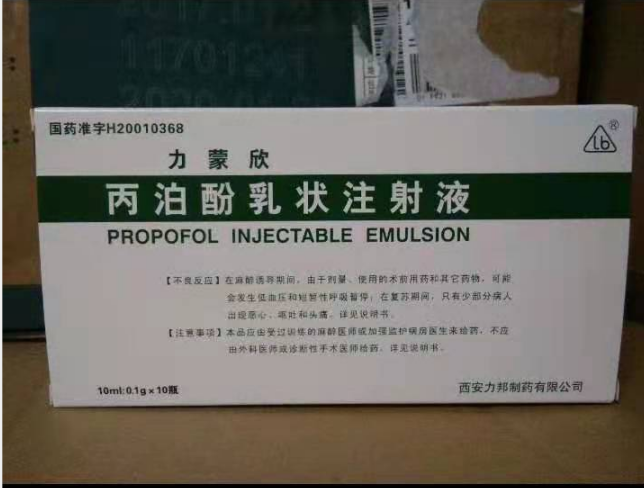 2017.01.2
11701241
国药准字H20010368
lb®
力蒙欣
丙泊酚乳状注射液
PROPOFOL INJECTABLE EMULSION
【不良反应】在麻醉诱导期间，由于剂量、使用的术前用药和其它药物，可能
会发生低血压和短暂性呼吸暂停；在复苏期间，只有少部分病人
出现恶心、呕吐和头痛，详见说明书。
【注意事项】本品应由受过训练的麻醉医师或加强监护病房医生来给药，不应
由外科医师或诊断性手术医师给药，详见说明书。
10ml:0.1g×10瓶
西安力邦制药有限公司